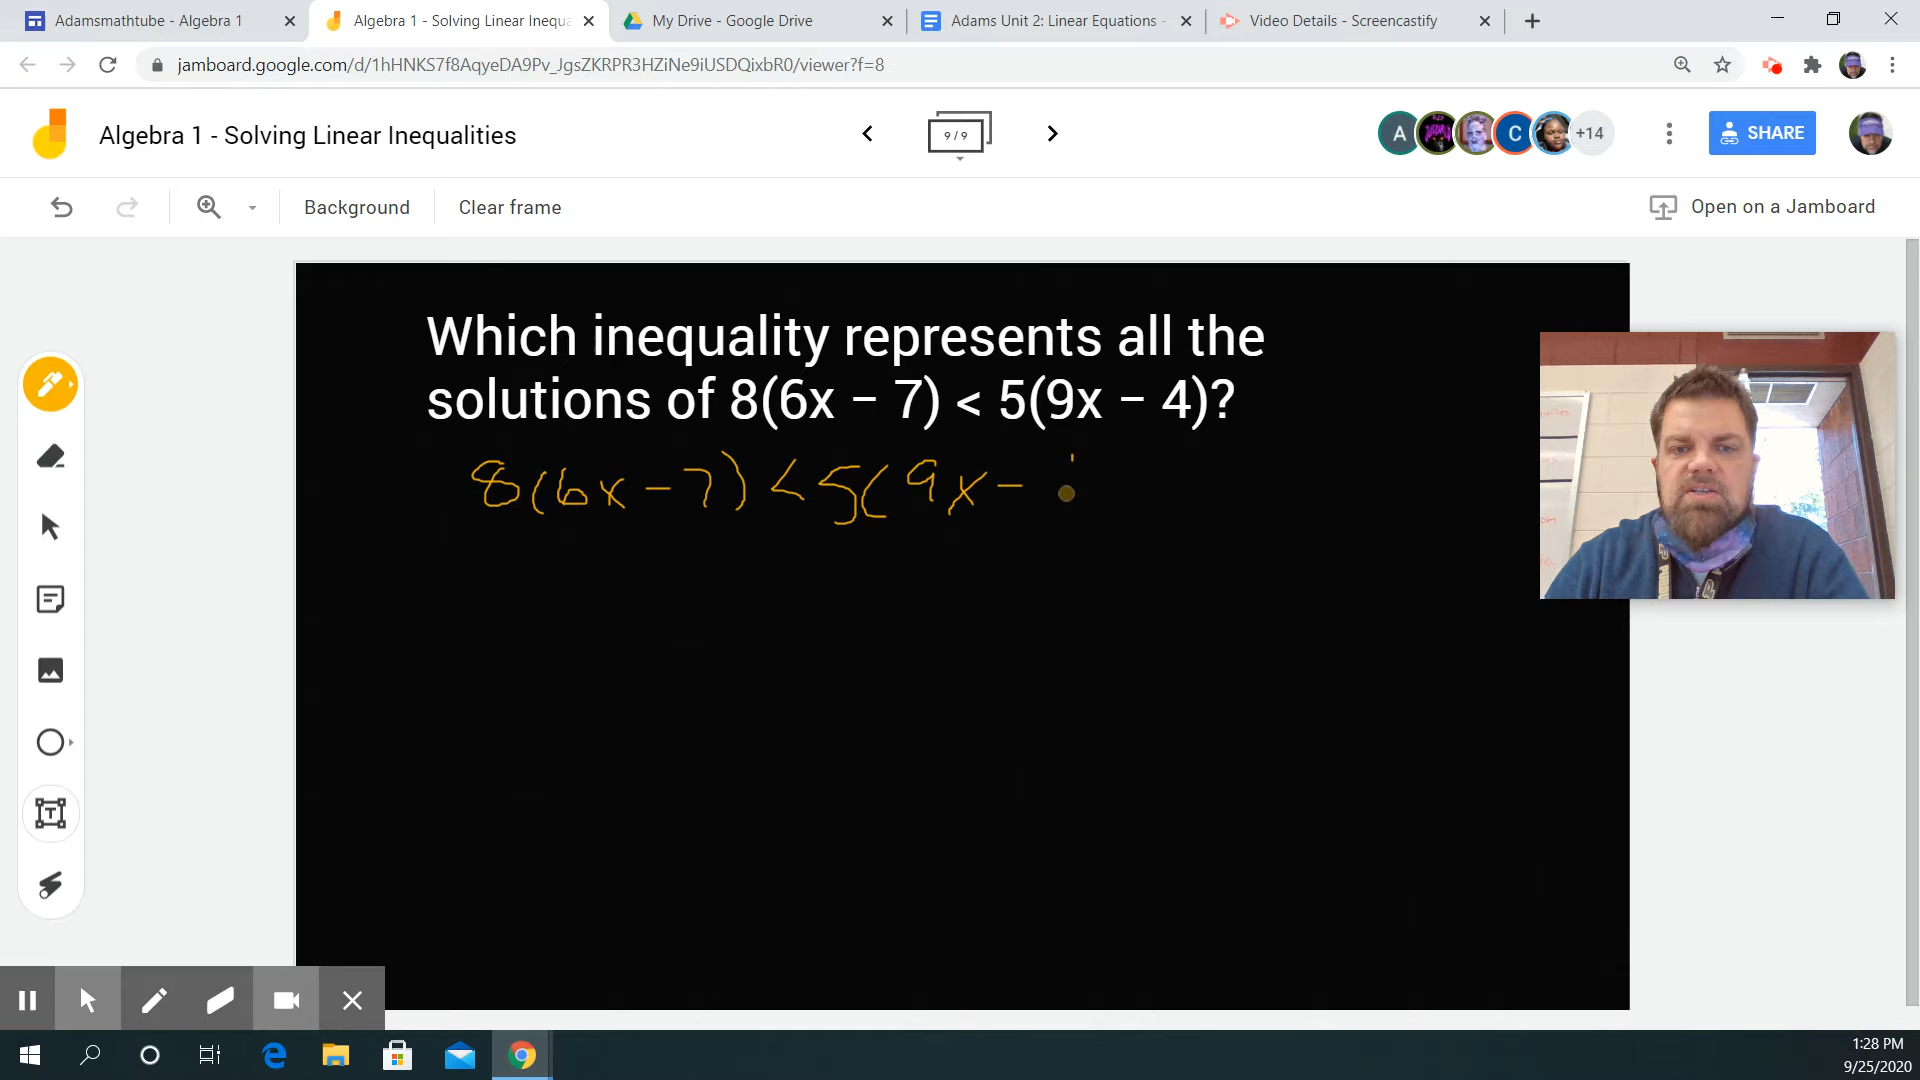 Adamsmathtube - Algebra 1
Algebra 1 - Solving Linear Inequa
My Drive - Google Drive
Adams Unit 2: Linear Equations -
Video Details - Screencastify
jamboard.google.com/d/1hHNKS7f8AqyeDA9Pv_JgsZKRPR3HZiNe9iUSDQixbR0/viewer?f=8
Algebra 1 - Solving Linear Inequalities
9 / 9
A
C
+14
SHARE
Background
Clear frame
Open on a Jamboard
Which inequality represents all the
solutions of 8(6x − 7) < 5(9x − 4)?
8(6x - 7) < 5(9x -
1:28 PM
9/25/2020